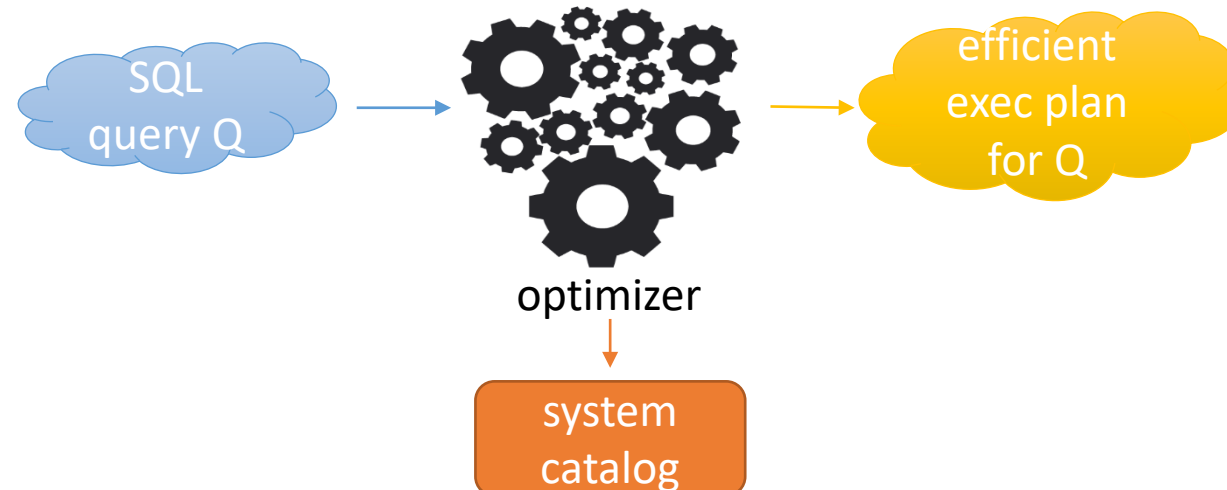 SQL
query Q
efficient
exec plan
for Q
optimizer
system
catalog